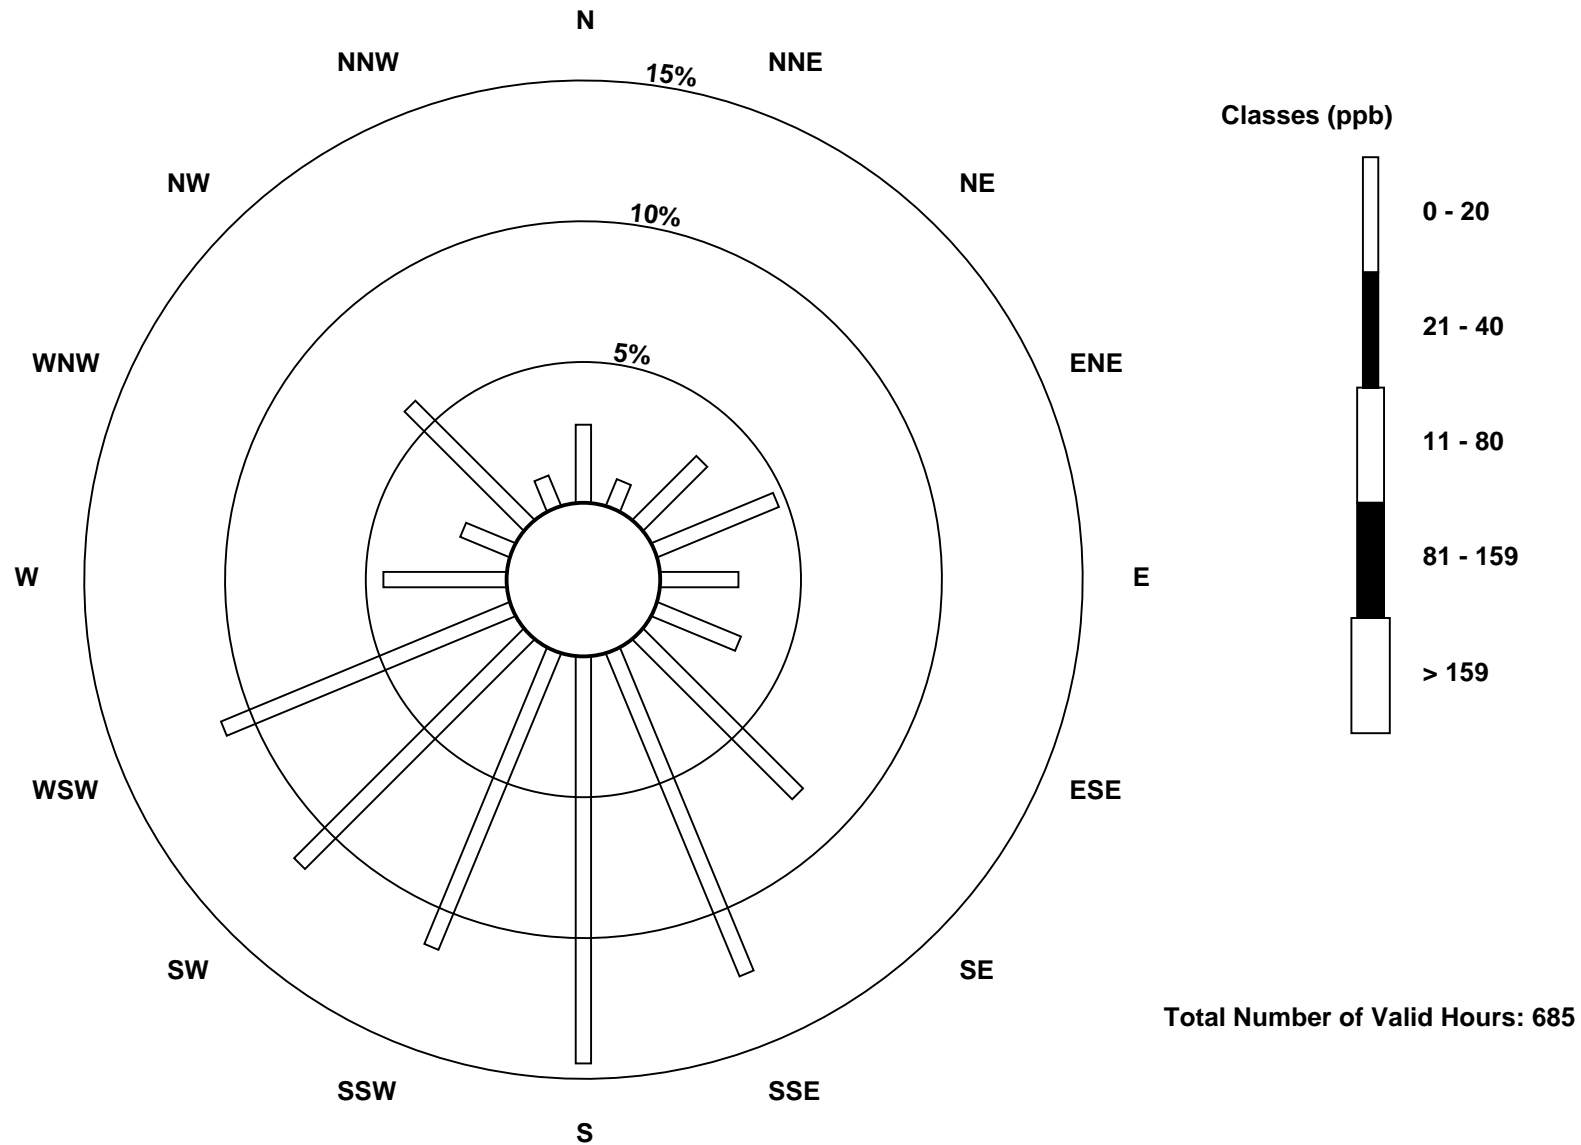 N
NNW
NNE
15%
Classes (ppb)
NW
NE
0 - 20
10%
21 - 40
5%
WNW
ENE
11 - 80
81 - 159
W
E
> 159
WSW
ESE
SW
SE
Total Number of Valid Hours: 685
SSW
SSE
S